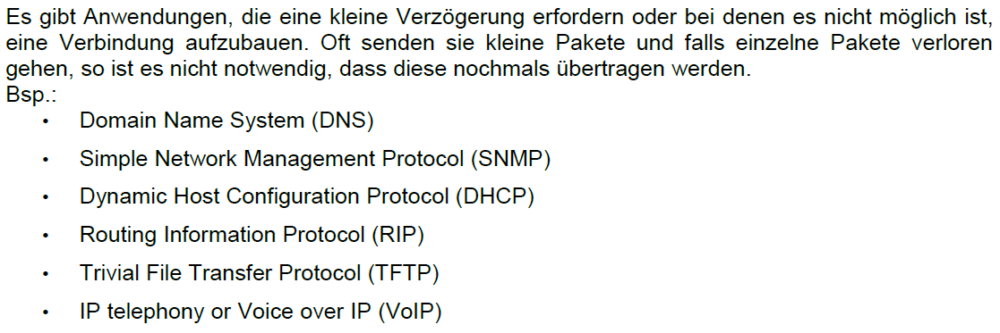 Es gibt Anwendungen, die eine kleine Verzögerung erfordern oder bei denen es nicht möglich ist,
eine Verbindung aufzubauen. Oft senden sie kleine Pakete und falls einzelne Pakete verloren
gehen, so ist es nicht notwendig, dass diese nochmals übertragen werden.
Bsp.:
• Domain Name System (DNS)
• Simple Network Management Protocol (SNMP)
• Dynamic Host Configuration Protocol (DHCP)
• Routing Information Protocol (RIP)
• Trivial File Transfer Protocol (TFTP)
• IP telephony or Voice over IP (VoIP)